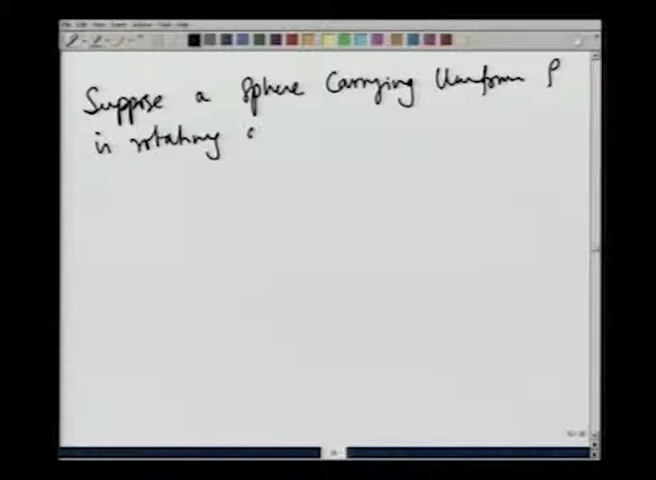 Suppose a sphere Carrying Uniform ρ
is rotating